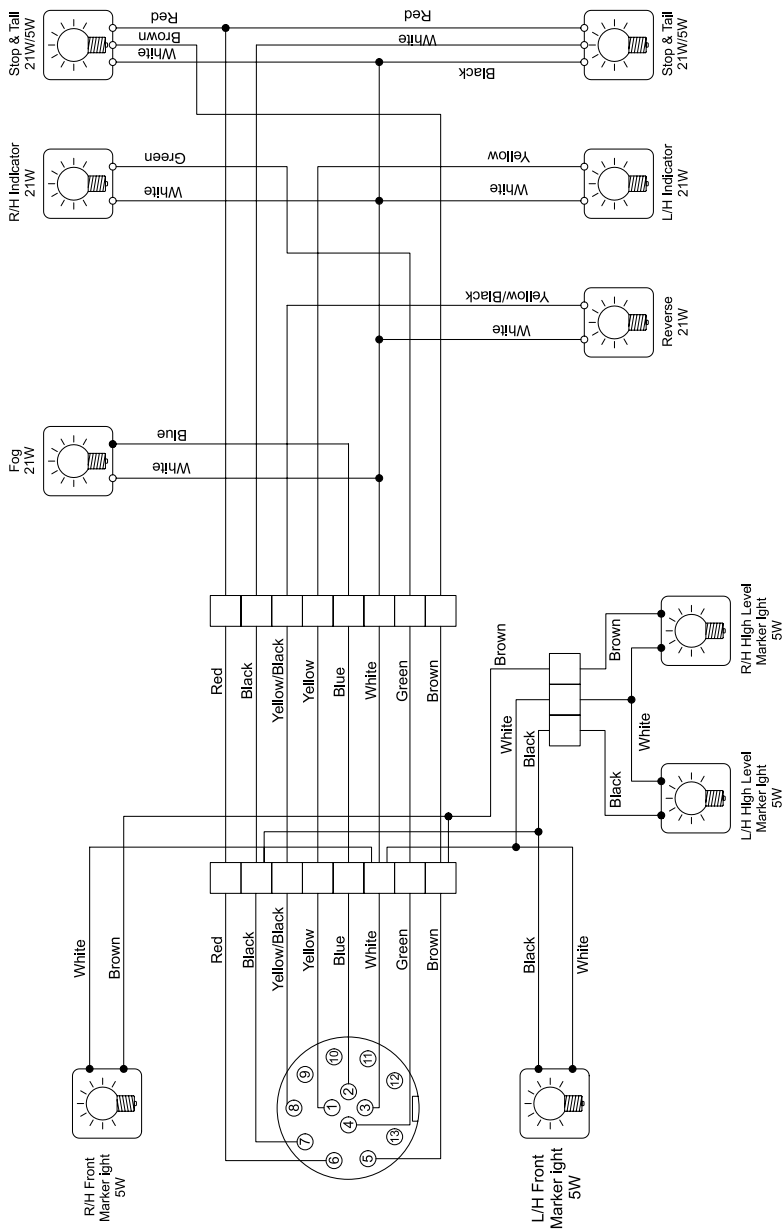 Stop & Tail
21W/5W
Red
Brown
White
Red
White
Black
Stop & Tail
21W/5W
R/H Indicator
21W
Green
White
Yellow
White
L/H Indicator
21W
Yellow/Black
White
Reverse
21W
Fog
21W
Blue
White
Red
Black
Yellow/Black
Yellow
Blue
White
Green
Brown
Brown
White
Black
Brown
White
Black
R/H High Level
Marker ight
5W
L/H High Level
Marker ight
5W
White
Brown
Red
Black
Yellow/Black
Yellow
Blue
White
Green
Brown
Black
White
R/H Front
Marker ight
5W
1
2
3
4
5
6
7
8
9
10
11
12
13
L/H Front
Marker ight
5W